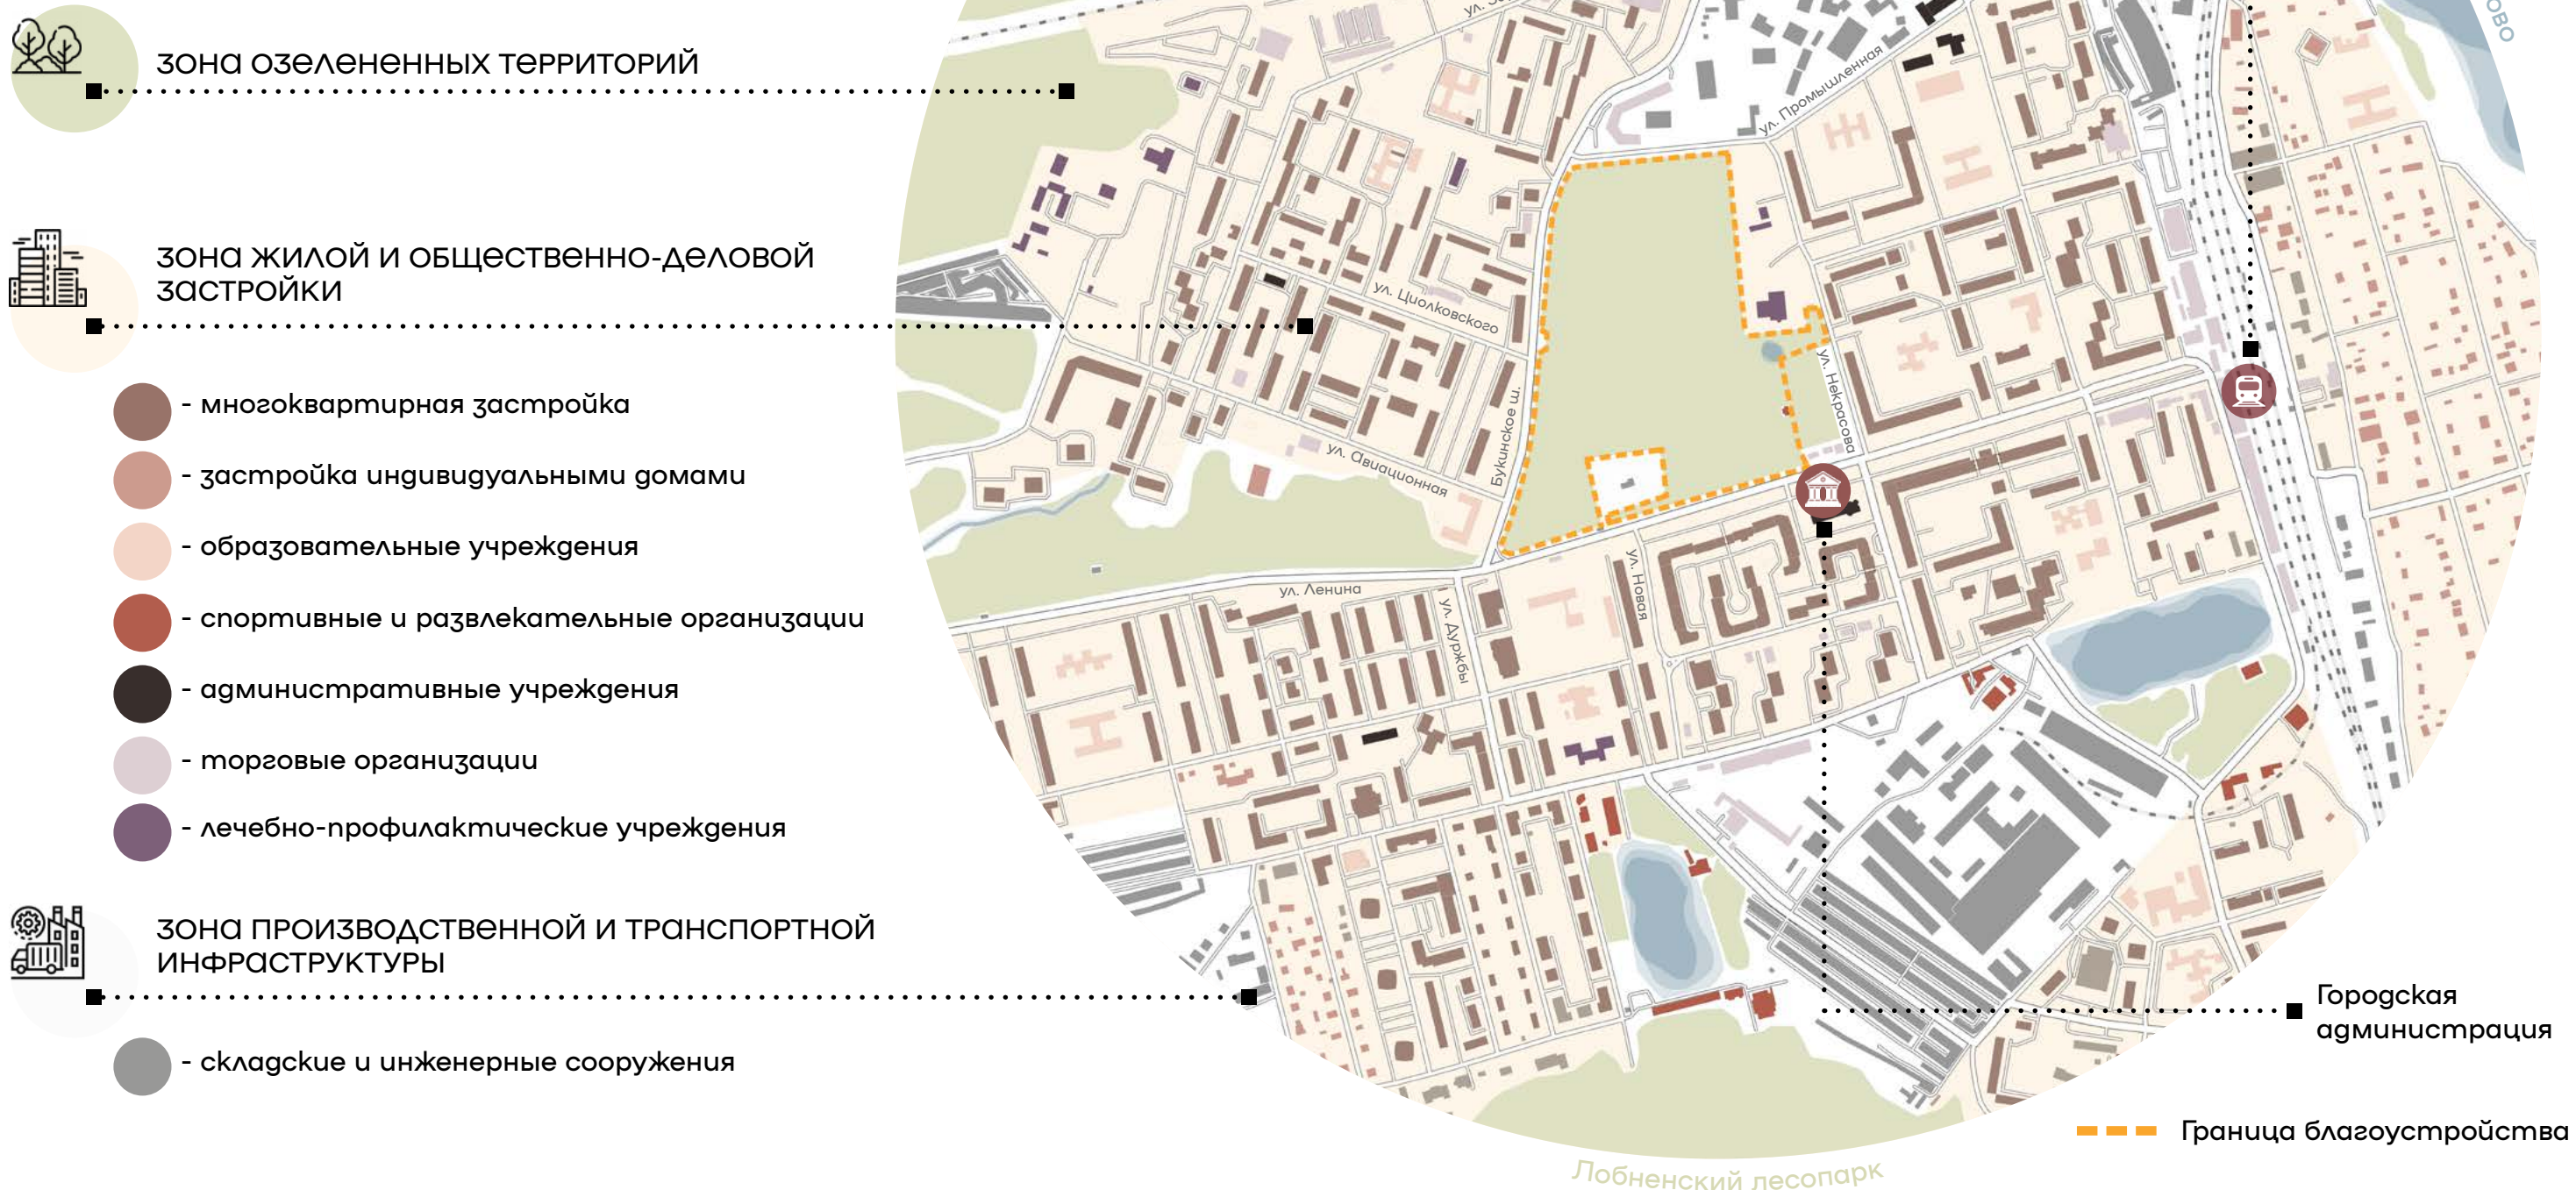 зона озелененных территорий
зона жилой и общественно-деловой
застройки
- многоквартирная застройка
- застройка индивидуальными домами
- образовательные учреждения
- спортивные и развлекательные организации
- административные учреждения
- торговые организации
- лечебно-профилактические учреждения
зона производственной и транспортной
инфраструктуры
- складские и инженерные сооружения
ул. Промышленная
ул. Циолковского
Букинское ш.
ул. Некрасова
ул. Авиационная
ул. Ленина
ул. Дуржбы
ул. Новая
Городская
администрация
Граница благоустройства
Лобненский лесопарк